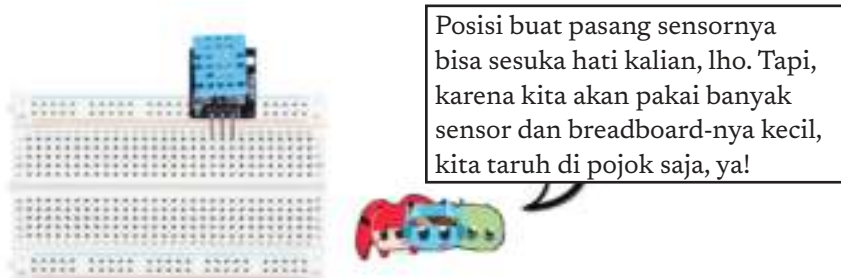 Posisi buat pasang sensornya
bisa sesuka hati kalian, lho. Tapi,
karena kita akan pakai banyak
sensor dan breadboard-nya kecil,
kita taruh di pojok saja, ya!